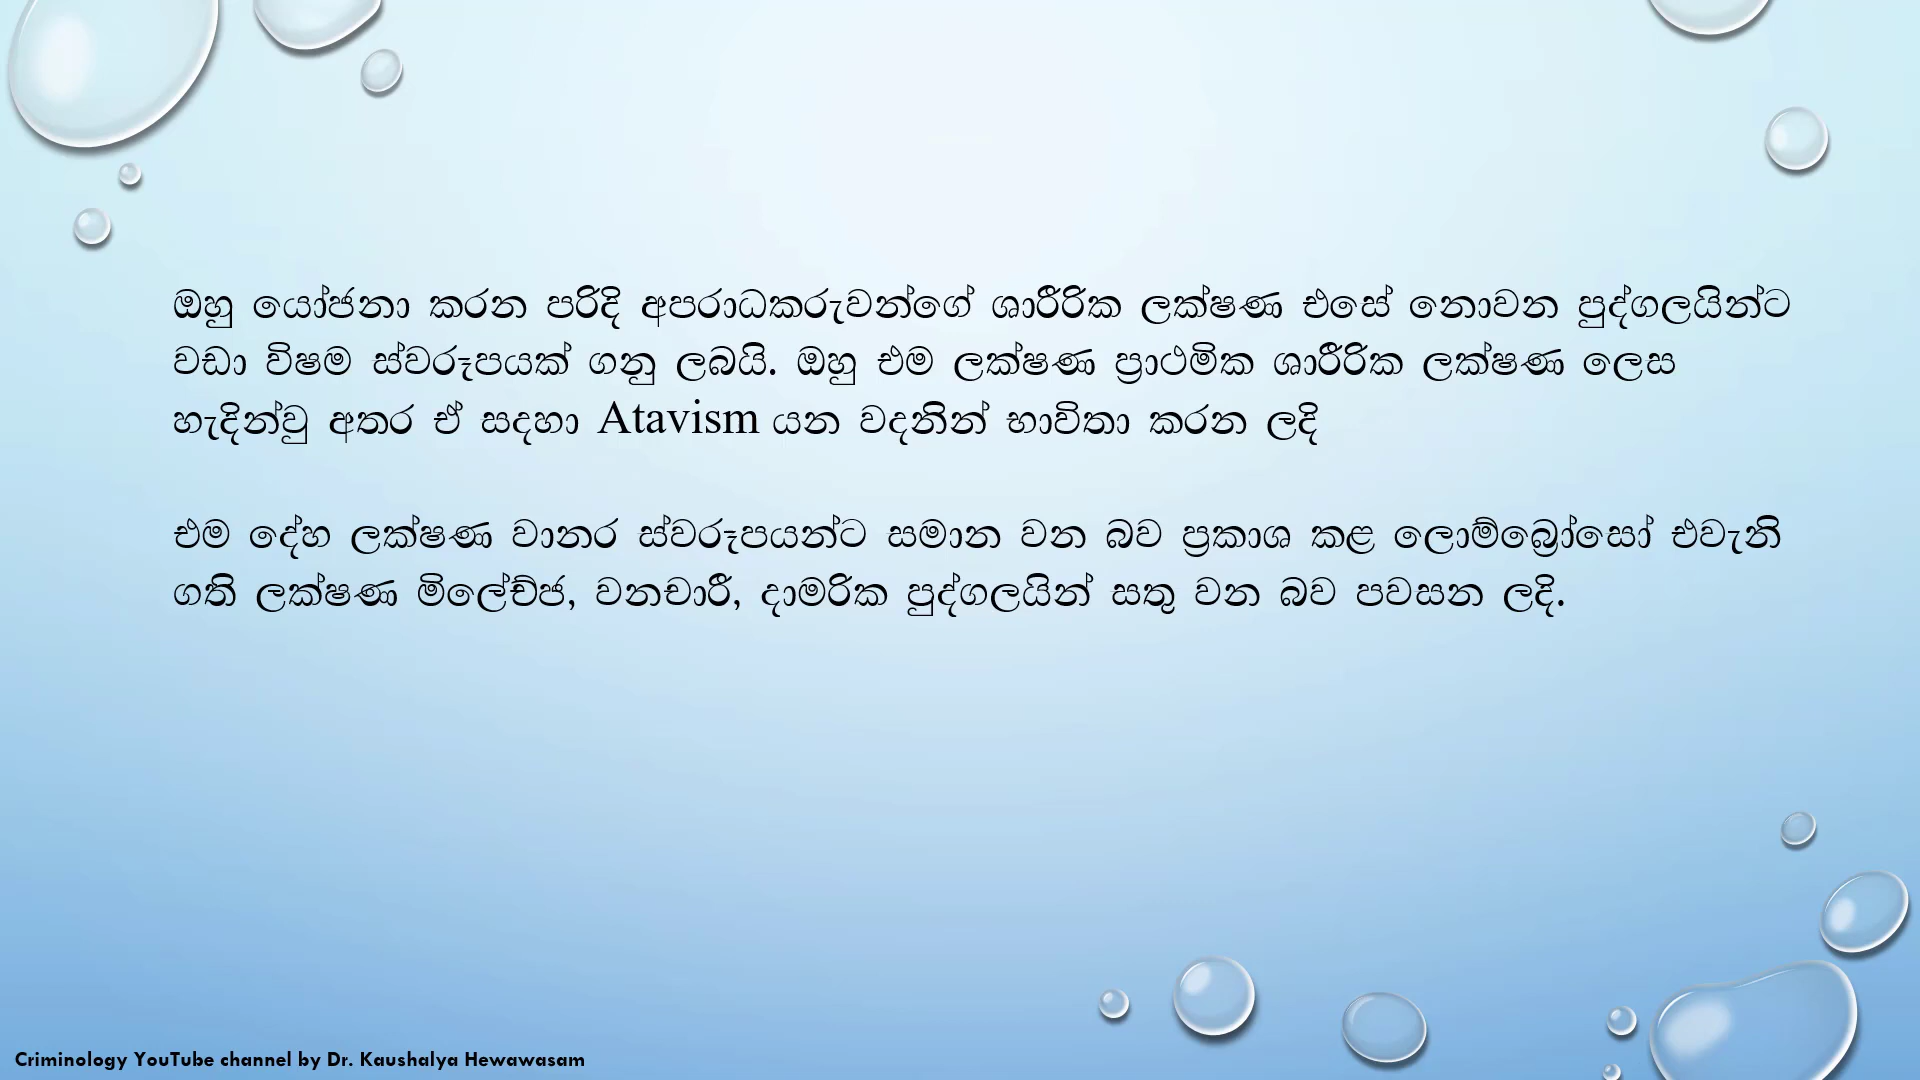 ඔහු යෝජනා කරන පරිදි අපරාධකරුවන්ගේ ශාරීරික ලක්ෂණ එසේ නොවන පුද්ගලයින්ට
වඩා විෂම ස්වරූපයක් ගනු ලබයි. ඔහු එම ලක්ෂණ ප්‍රාථමික ශාරීරික ලක්ෂණ ලෙස
හැදින්වු අතර ඒ සදහා Atavism යන වදනින් භාවිතා කරන ලදි
එම දේහ ලක්ෂණ වානර ස්වරූපයන්ට සමාන වන බව ප්‍රකාශ කළ ලොම්බ්‍රෝසෝ එවැනි
ගති ලක්ෂණ මිලේච්ජ, වනචාරී, දාමරික පුද්ගලයින් සතු වන බව පවසන ලදි.
Criminology YouTube channel by Dr. Kaushalya Hewawasam